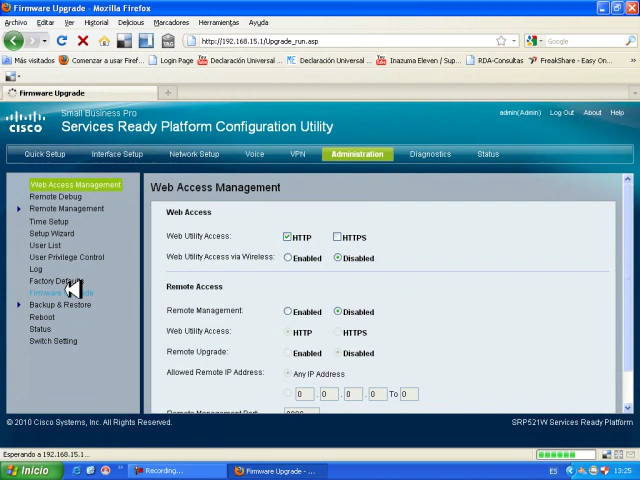 Firmware Upgrade - Mozilla Firefox
Archivo Editar Ver Historial Delicious Marcadores Herramientas Ayuda
http://192.168.15.1/Upgrade_run.asp
Google
Más visitados Comenzar a usar Firef... Login Page Declaración Universal ... Declaración Universal ... Inazuma Eleven / Sup... RDA-Consultas FreakShare - Easy On...
Firmware Upgrade
Small Business Pro
cisco Services Ready Platform Configuration Utility
admin(Admin) Log Out About Help
Quick Setup Interface Setup Network Setup Voice VPN Administration Diagnostics Status
Web Access Management
Remote Debug
Remote Management
Time Setup
Setup Wizard
User List
User Privilege Control
Log
Factory Defaults
Firmware
Backup & Restore
Reboot
Status
Switch Setting
Web Access Management
Web Access
Web Utility Access: HTTP HTTPS
Web Utility Access via Wireless: Enabled Disabled
Remote Access
Remote Management: Enabled Disabled
Web Utility Access: HTTP HTTPS
Remote Upgrade: Enabled Disabled
Allowed Remote IP Address: Any IP Address
0 . 0 . 0 . 0 To 0
Remote Management Port
© 2010 Cisco Systems, Inc. All Rights Reserved.
SRP521W Services Ready Platform
Esperando a 192.168.15.1...
Inicio Recording... Firmware Upgrade - ... ES 13:25